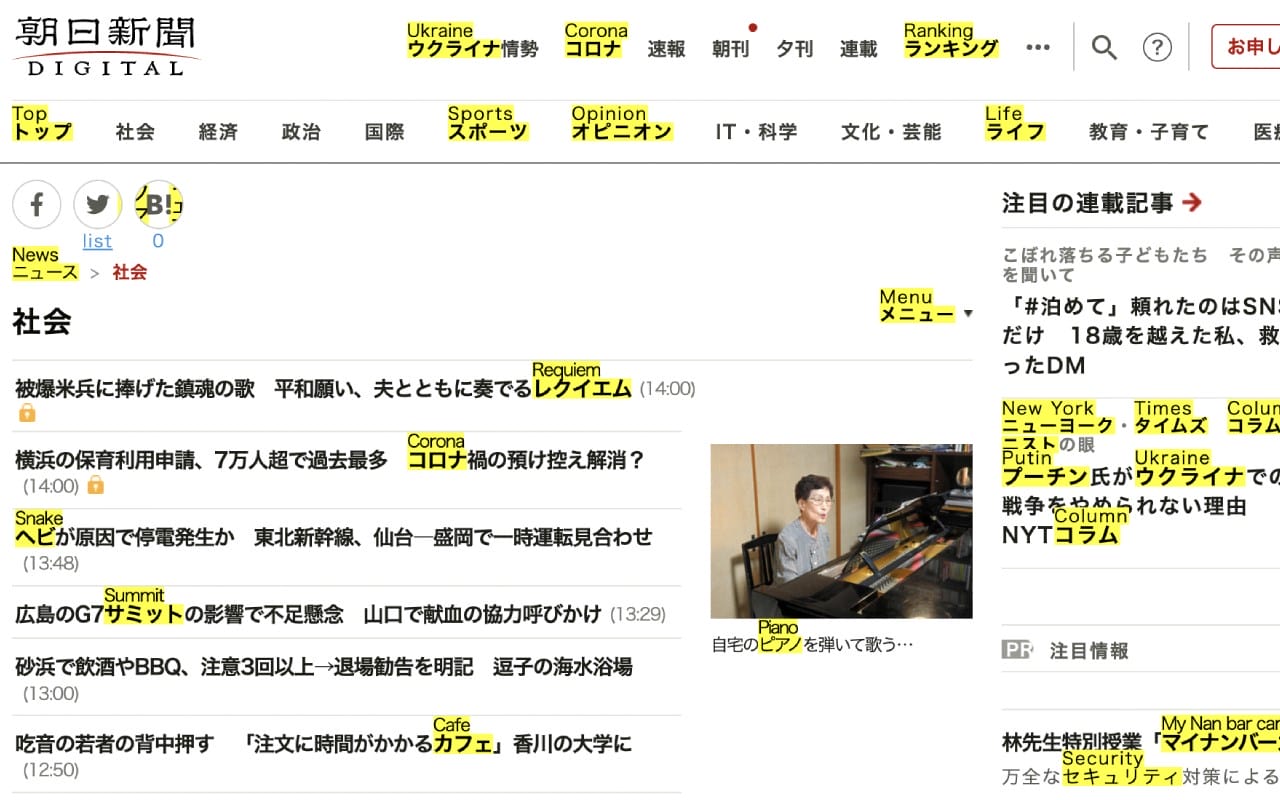 朝日新聞
DIGITAL
Ukraine Corona Ranking
ウクライナ情勢 コロナ 速報 朝刊 夕刊 連載 ランキング ••• ? お申し
Top Sports Opinion Life
トップ 社会 経済 政治 国際 スポーツ オピニオン IT・科学 文化・芸能 ライフ 教育・子育て 医
B!
list 0
News
ニュース > 社会
社会
Menu
メニュー ▼
Requiem
被爆米兵に捧げた鎮魂の歌　平和願い、夫とともに奏でるレクイエム (14:00)
Corona
横浜の保育利用申請、7万人超で過去最多　コロナ禍の預け控え解消？
(14:00)
Snake
ヘビが原因で停電発生か　東北新幹線、仙台―盛岡で一時運転見合わせ
(13:48)
Summit
広島のG7サミットの影響で不足懸念　山口で献血の協力呼びかけ (13:29)
砂浜で飲酒やBBQ、注意3回以上→退場勧告を明記　逗子の海水浴場
(13:00)
Cafe
吃音の若者の背中押す　「注文に時間がかかるカフェ」香川の大学に
(12:50)
Piano
自宅のピアノを弾いて歌う…
注目の連載記事
こぼれ落ちる子どもたち　その声
を聞いて
「#泊めて」頼れたのはSNS
だけ　18歳を越えた私、救
ったDM
New York Times Colum
ニューヨーク・タイムズ　コラム
ニストの眼
Putin Ukraine
プーチン氏がウクライナでの
戦争をやめられない理由
Column
NYTコラム
PR 注目情報
My Nan bar car
林先生特別授業「マイナンバー
Security
万全なセキュリティ対策による